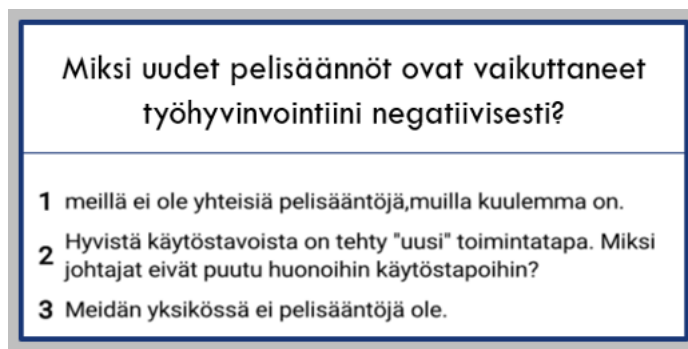 Miksi uudet pelisäännöt ovat vaikuttaneet
työhyvinvointiini negatiivisesti?
1 meillä ei ole yhteisiä pelisääntöjä,muilla kuulemma on.
2 Hyvistä käytöstavoista on tehty "uusi" toimintatapa. Miksi
johtajat eivät puutu huonoihin käytöstapoihin?
3 Meidän yksikössä ei pelisääntöjä ole.